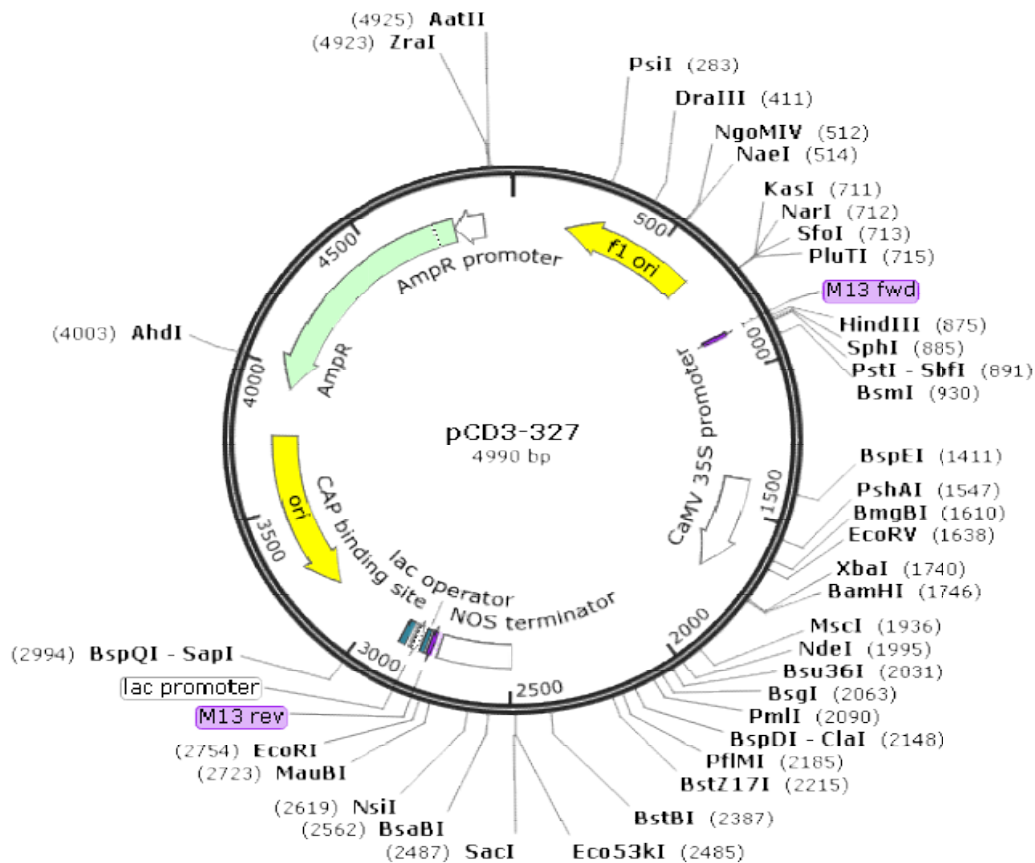 (4925) AatII
(4923) ZraI
PsiI (283)
DraIII (411)
NgoMIV (512)
NaeI (514)
KasI (711)
NarI (712)
SfoI (713)
PluTI (715)
M13 fwd
HindIII (875)
SphI (885)
PstI - SbfI (891)
BsmI (930)
BspEI (1411)
PshAI (1547)
BmgBI (1610)
EcoRV (1638)
XbaI (1740)
BamHI (1746)
MscI (1936)
NdeI (1995)
Bsu36I (2031)
BsgI (2063)
PmlI (2090)
BspDI - ClaI (2148)
PflMI (2185)
BstZ17I (2215)
BstBI (2387)
Eco53kI (2485)
(2487) SacI
(2562) BsaBI
(2619) NsiI
(2723) MauBI
(2754) EcoRI
M13 rev
lac promoter
(2994) BspQI - SapI
(4003) AhdI
500
1000
1500
2000
2500
3000
3500
4000
4500
f1 ori
AmpR promoter
AmpR
ori
CAP binding site
lac operator
NOS terminator
CaMV 35S promoter
pCD3-327
4990 bp